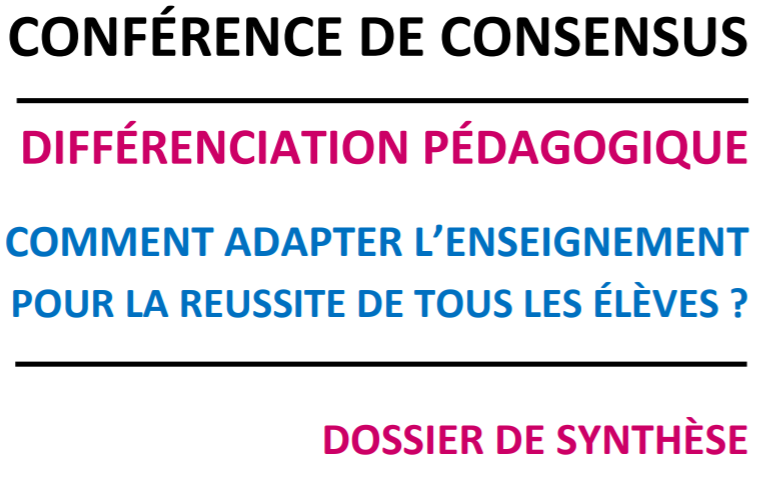 CONFÉRENCE DE CONSENSUS
DIFFÉRENCIATION PÉDAGOGIQUE
COMMENT ADAPTER L’ENSEIGNEMENT
POUR LA REUSSITE DE TOUS LES ÉLÈVES ?
DOSSIER DE SYNTHÈSE